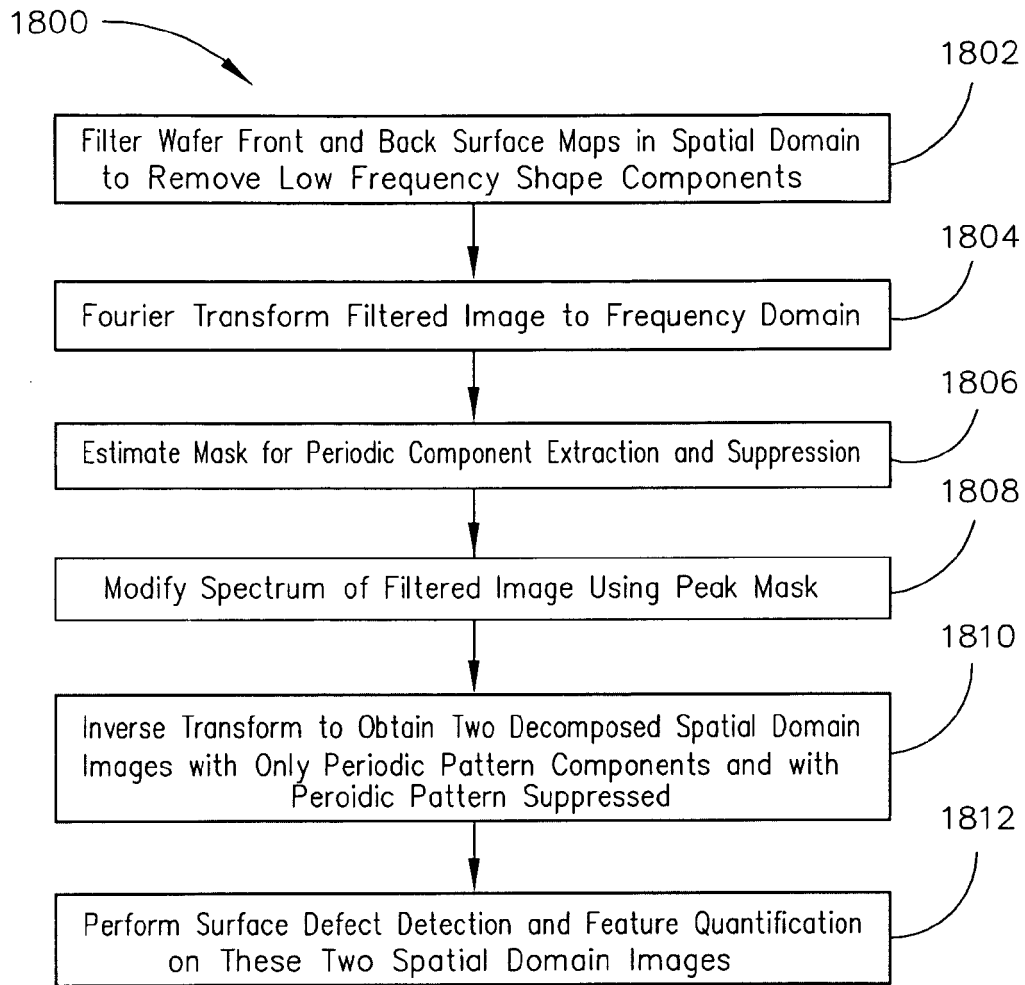 1800
1802
Filter Wafer Front and Back Surface Maps in Spatial Domain
to Remove Low Frequency Shape Components
1804
Fourier Transform Filtered Image to Frequency Domain
1806
Estimate Mask for Periodic Component Extraction and Suppression
1808
Modify Spectrum of Filtered Image Using Peak Mask
1810
Inverse Transform to Obtain Two Decomposed Spatial Domain
Images with Only Periodic Pattern Components and with
Peroidic Pattern Suppressed
1812
Perform Surface Defect Detection and Feature Quantification
on These Two Spatial Domain Images